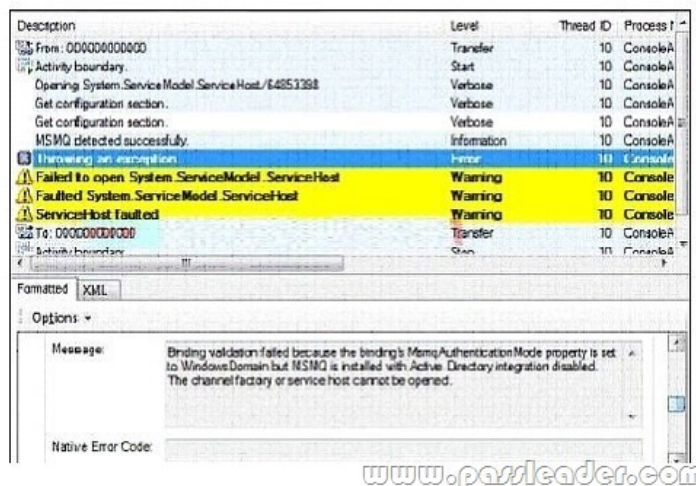 Description Level Thread ID Process I
From: 000000000000 Transfer 10 ConsoleA
Activity boundary. Start 10 ConsoleA
Opening System.ServiceModel.ServiceHost/64853398 Verbose 10 ConsoleA
Get configuration section. Verbose 10 ConsoleA
Get configuration section. Verbose 10 ConsoleA
MSMQ detected successfully. Information 10 ConsoleA
Throwing an exception. Error 10 Console
Failed to open System.ServiceModel.ServiceHost Warning 10 Console
Faulted System.ServiceModel.ServiceHost Warning 10 Console
ServiceHost faulted Warning 10 Console
To: 000000000000 Transfer 10 ConsoleA
Activity boundary. Stop 10 ConsoleA
Formatted XML
Options
Message: Binding validation failed because the binding's MsmqAuthenticationMode property is set
to WindowsDomain but MSMQ is installed with Active Directory integration disabled.
The channel factory or service host cannot be opened.
Native Error Code:
www.passleader.com